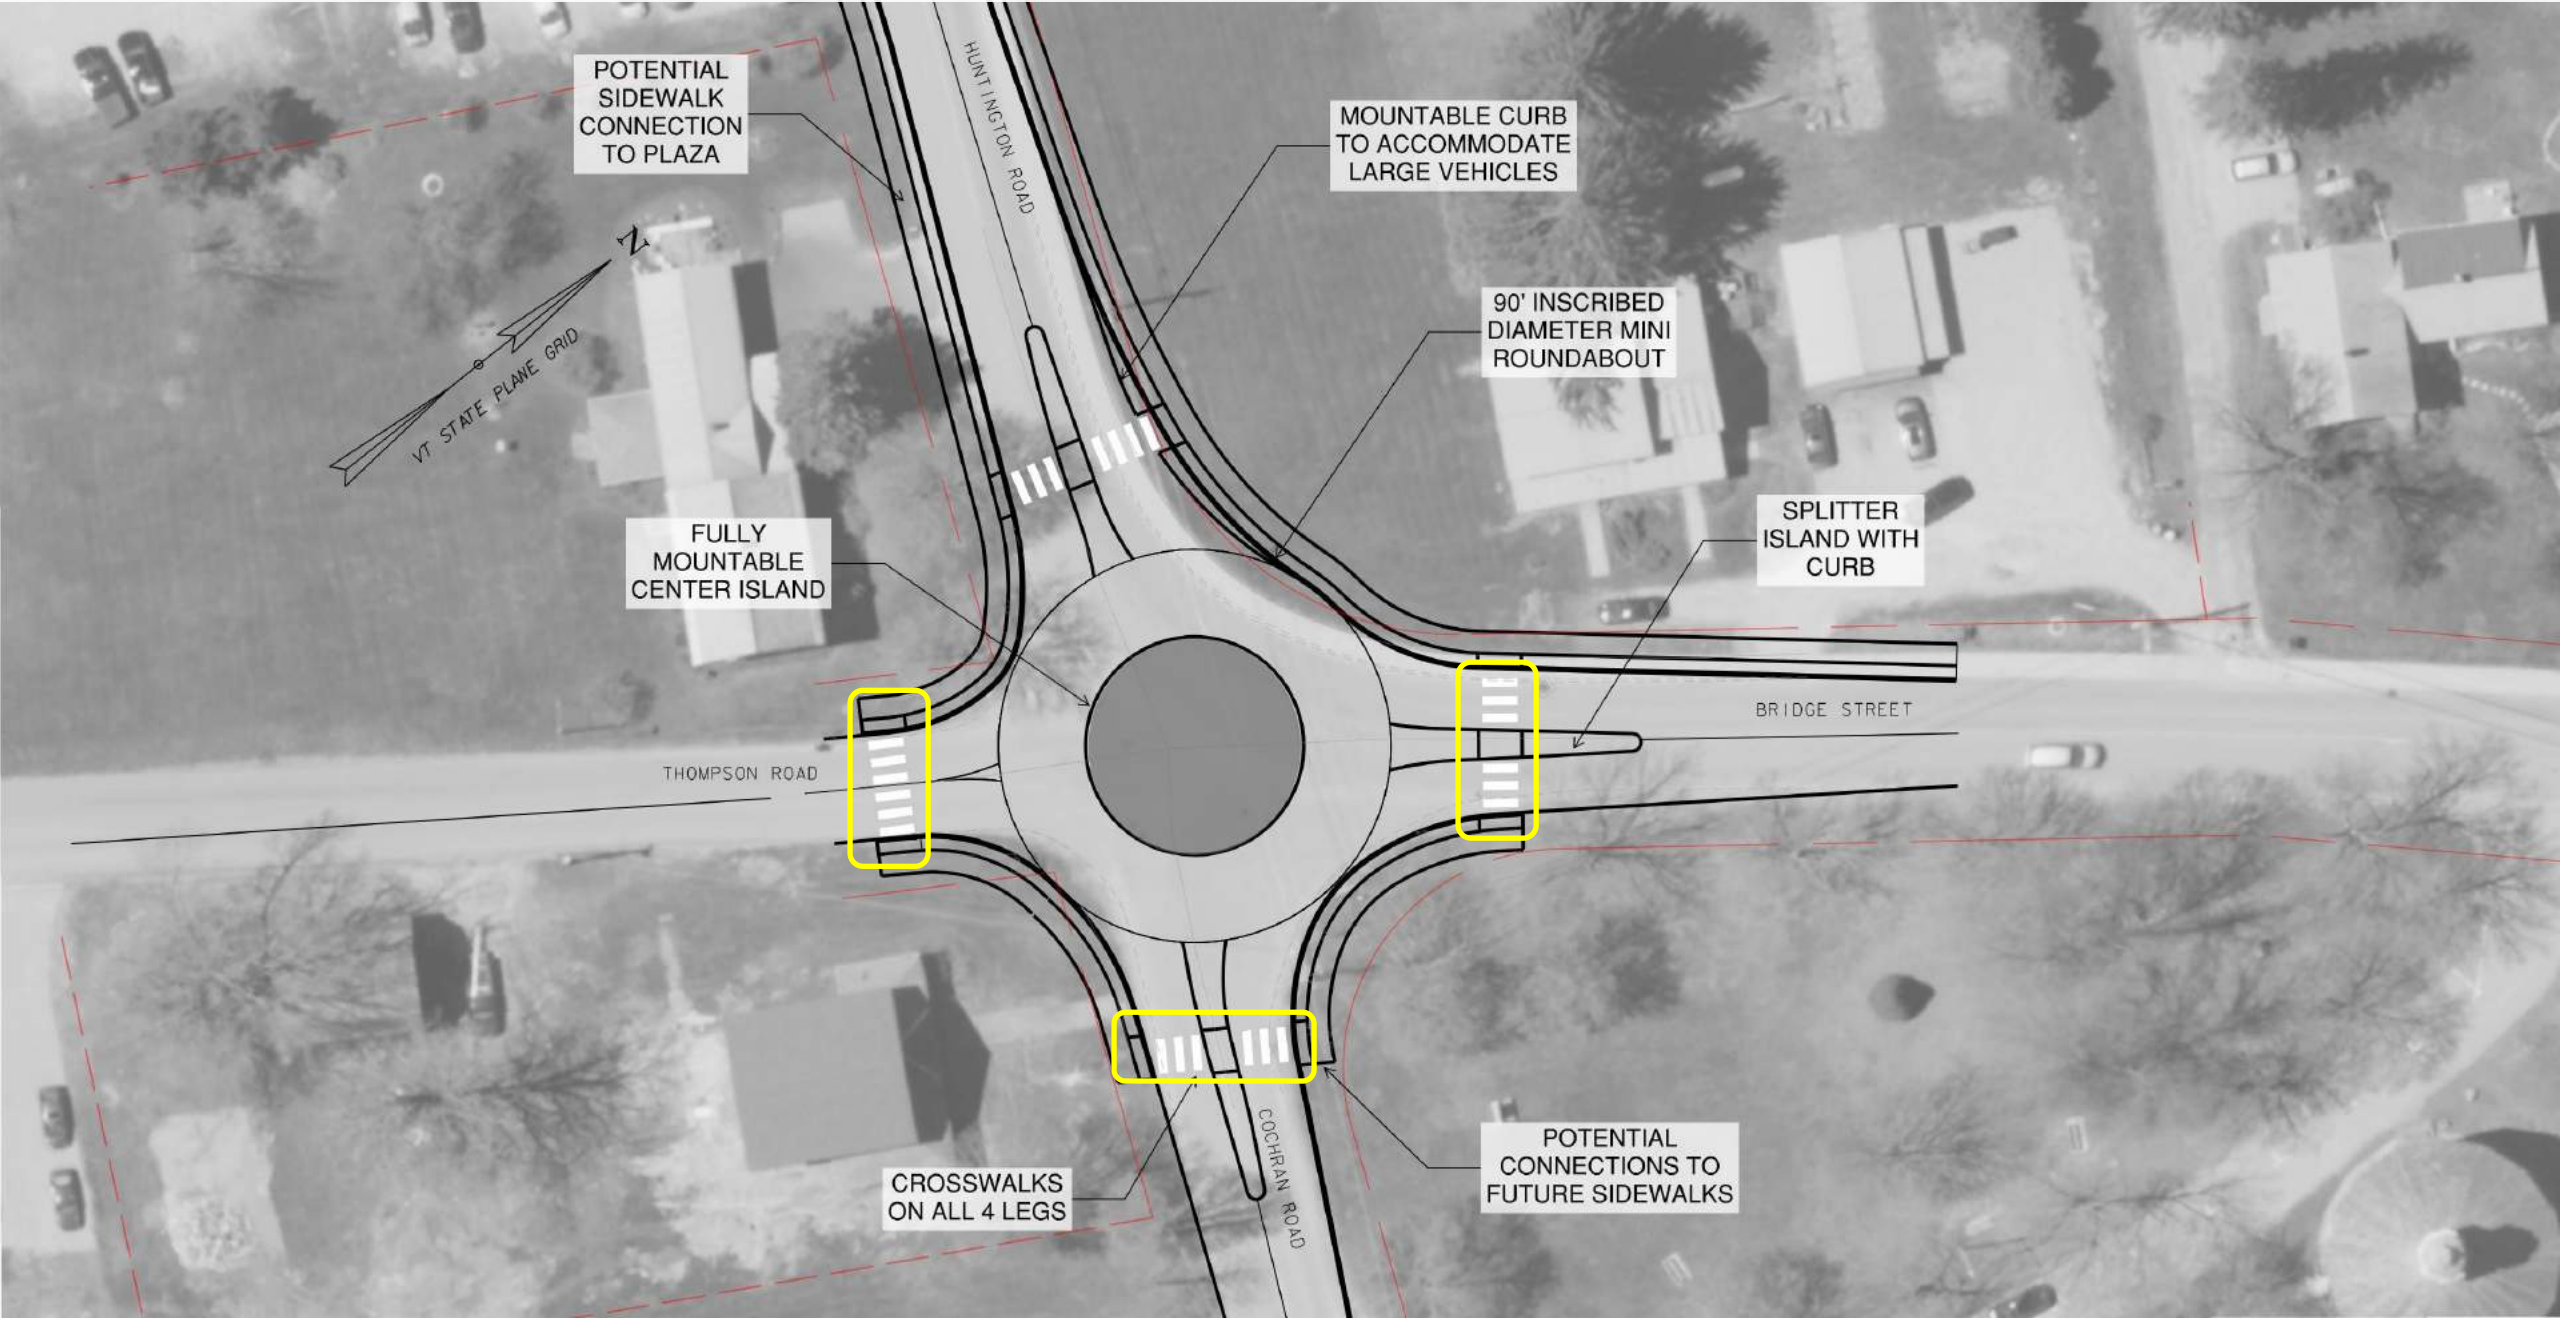 POTENTIAL
SIDEWALK
CONNECTION
TO PLAZA
HUNTINGTON ROAD
MOUNTABLE CURB
TO ACCOMMODATE
LARGE VEHICLES
N
VT STATE PLANE GRID
90' INSCRIBED
DIAMETER MINI
ROUNDABOUT
FULLY
MOUNTABLE
CENTER ISLAND
SPLITTER
ISLAND WITH
CURB
BRIDGE STREET
THOMPSON ROAD
CROSSWALKS
ON ALL 4 LEGS
COCHRAN ROAD
POTENTIAL
CONNECTIONS TO
FUTURE SIDEWALKS